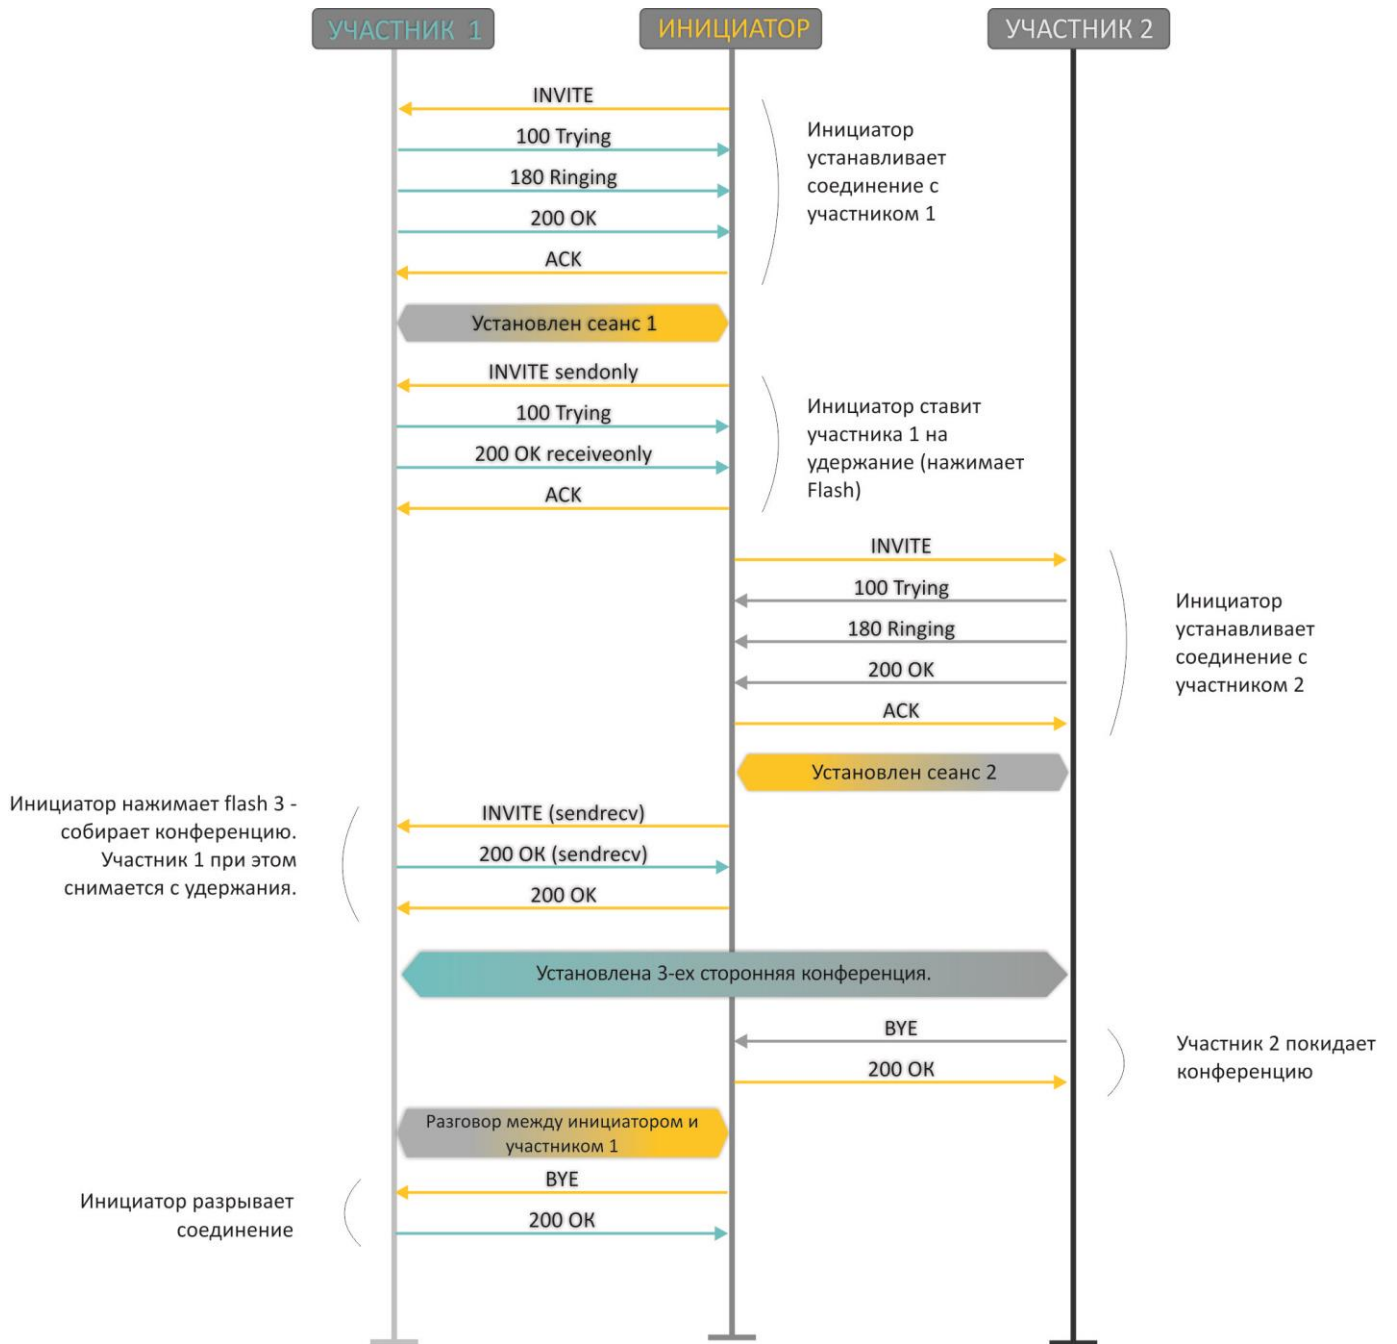 УЧАСТНИК 1
ИНИЦИАТОР
УЧАСТНИК 2
INVITE
100 Trying
180 Ringing
200 OK
ACK
Инициатор
устанавливает
соединение с
участником 1
Установлен сеанс 1
INVITE sendonly
100 Trying
200 OK receiveonly
ACK
Инициатор ставит
участника 1 на
удержание (нажимает
Flash)
INVITE
100 Trying
180 Ringing
200 OK
ACK
Инициатор
устанавливает
соединение с
участником 2
Установлен сеанс 2
Инициатор нажимает flash 3 -
собирает конференцию.
Участник 1 при этом
снимается с удержания.
INVITE (sendrecv)
200 OK (sendrecv)
200 OK
Установлена 3-ех сторонняя конференция.
BYE
200 OK
Участник 2 покидает
конференцию
Разговор между инициатором и
участником 1
Инициатор разрывает
соединение
BYE
200 OK